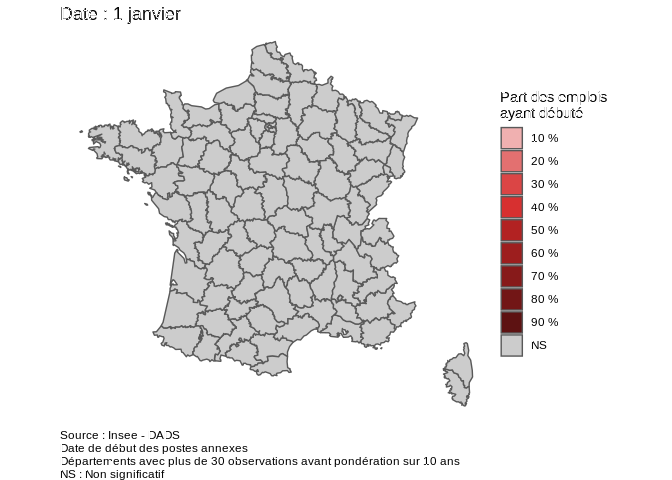 Date : 1 janvier
Part des emplois
ayant débuté
10 %
20 %
30 %
40 %
50 %
60 %
70 %
80 %
90 %
NS
Source : Insee - DADS
Date de début des postes annexes
Départements avec plus de 30 observations avant pondération sur 10 ans
NS : Non significatif